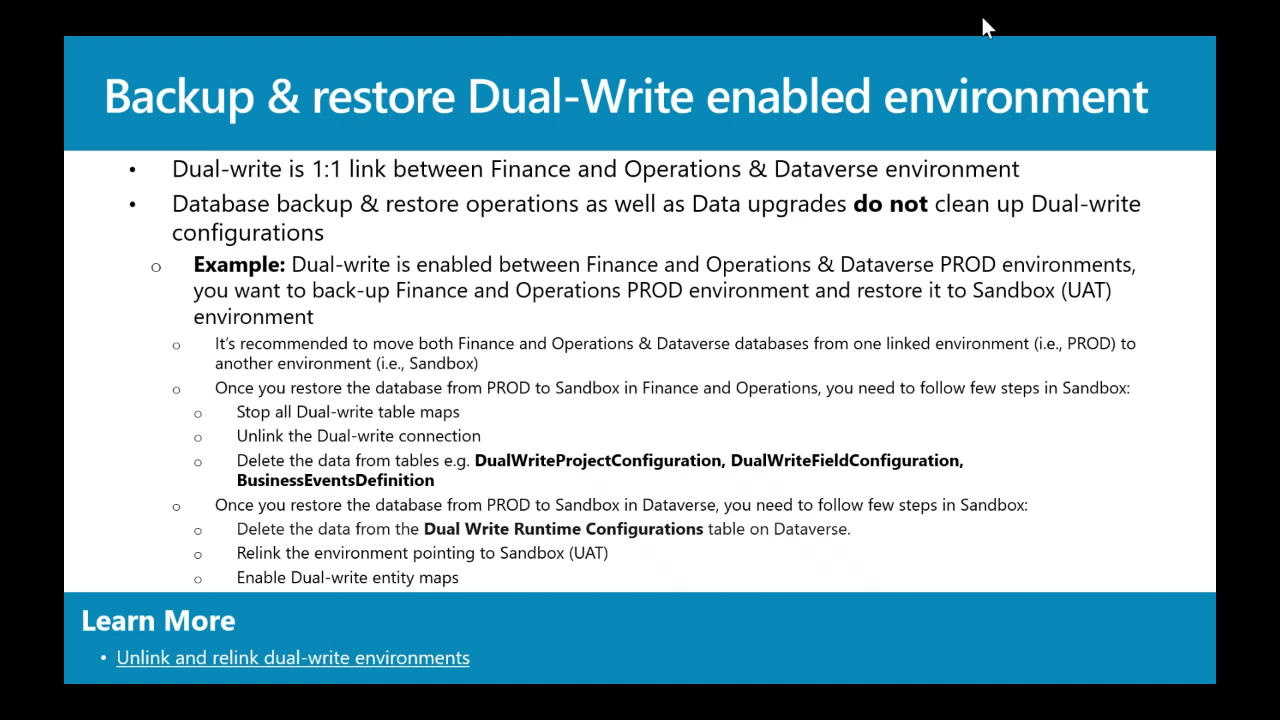 Backup & restore Dual-Write enabled environment
• Dual-write is 1:1 link between Finance and Operations & Dataverse environment
• Database backup & restore operations as well as Data upgrades do not clean up Dual-write
configurations
o Example: Dual-write is enabled between Finance and Operations & Dataverse PROD environments,
you want to back-up Finance and Operations PROD environment and restore it to Sandbox (UAT)
environment
o It's recommended to move both Finance and Operations & Dataverse databases from one linked environment (i.e., PROD) to
another environment (i.e., Sandbox)
o Once you restore the database from PROD to Sandbox in Finance and Operations, you need to follow few steps in Sandbox:
o Stop all Dual-write table maps
o Unlink the Dual-write connection
o Delete the data from tables e.g. DualWriteProjectConfiguration, DualWriteFieldConfiguration,
BusinessEventsDefinition
o Once you restore the database from PROD to Sandbox in Dataverse, you need to follow few steps in Sandbox:
o Delete the data from the Dual Write Runtime Configurations table on Dataverse.
o Relink the environment pointing to Sandbox (UAT)
o Enable Dual-write entity maps
Learn More
• Unlink and relink dual-write environments